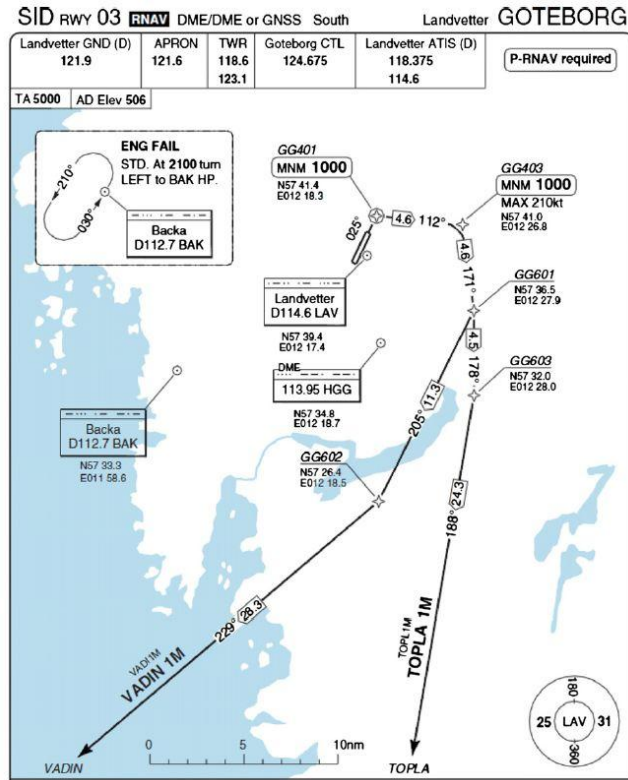 SID RWY 03 RNAV DME/DME or GNSS South Landvetter GOTEBORG
Landvetter GND (D) APRON TWR Goteborg CTL Landvetter ATIS (D)
121.9 121.6 118.6 124.675 118.375
123.1 114.6
P-RNAV required
TA 5000 AD Elev 506
ENG FAIL
STD. At 2100 turn
LEFT to BAK HP.
210°
030°
Backa
D112.7 BAK
GG401
MNM 1000
N57 41.4
E012 18.3
GG403
MNM 1000
MAX 210kt
N57 41.0
E012 26.8
025°
4.6 112°
4.6 171°
GG601
N57 36.5
E012 27.9
Landvetter
D114.6 LAV
N57 39.4
E012 17.4
4.5 178°
GG603
N57 32.0
E012 28.0
DME
113.95 HGG
N57 34.8
E012 18.7
Backa
D112.7 BAK
N57 33.3
E011 58.6
205° 11.3
GG602
N57 26.4
E012 18.5
188° 24.3
229° 28.3
VADI1M
VADIN 1M
TOPL1M
TOPLA 1M
180
25 LAV 31
360
0 5 10nm
VADIN
TOPLA